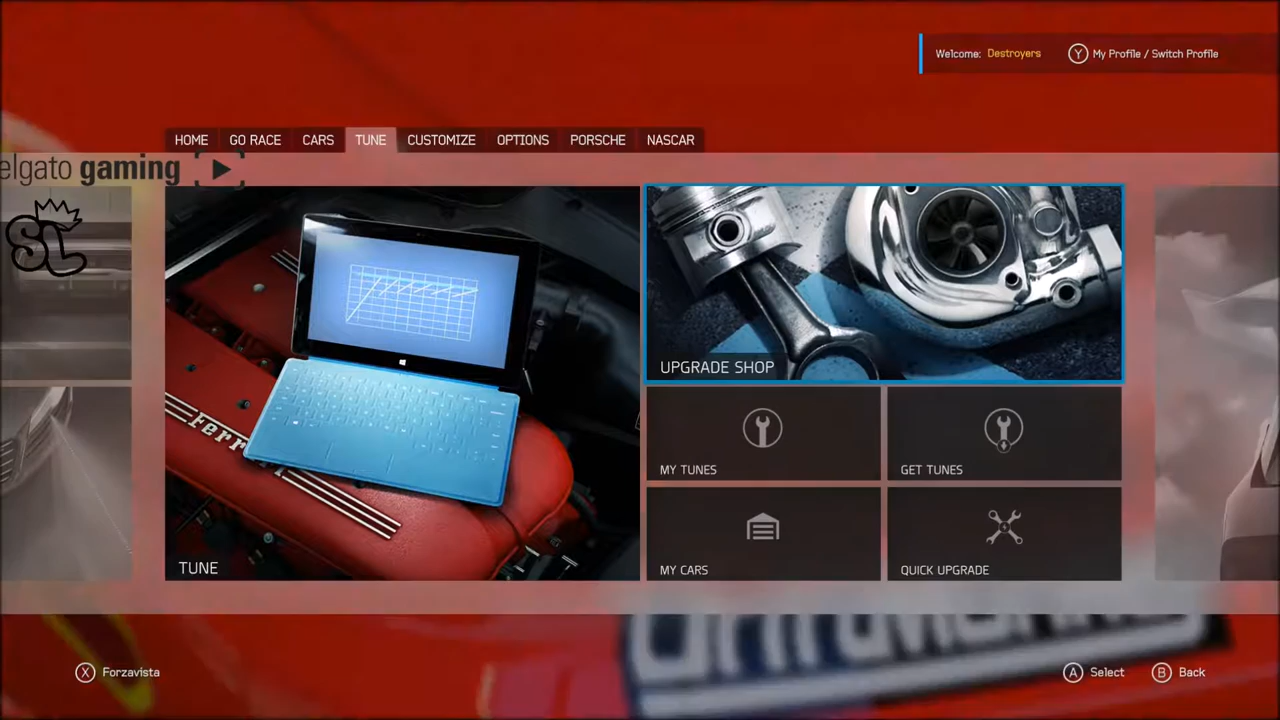 Welcome: Destroyers
Y My Profile / Switch Profile
HOME GO RACE CARS TUNE CUSTOMIZE OPTIONS PORSCHE NASCAR
elgato gaming
SL
Ferr
UPGRADE SHOP
MY TUNES
GET TUNES
TUNE
MY CARS
QUICK UPGRADE
X Forzavista
A Select
B Back